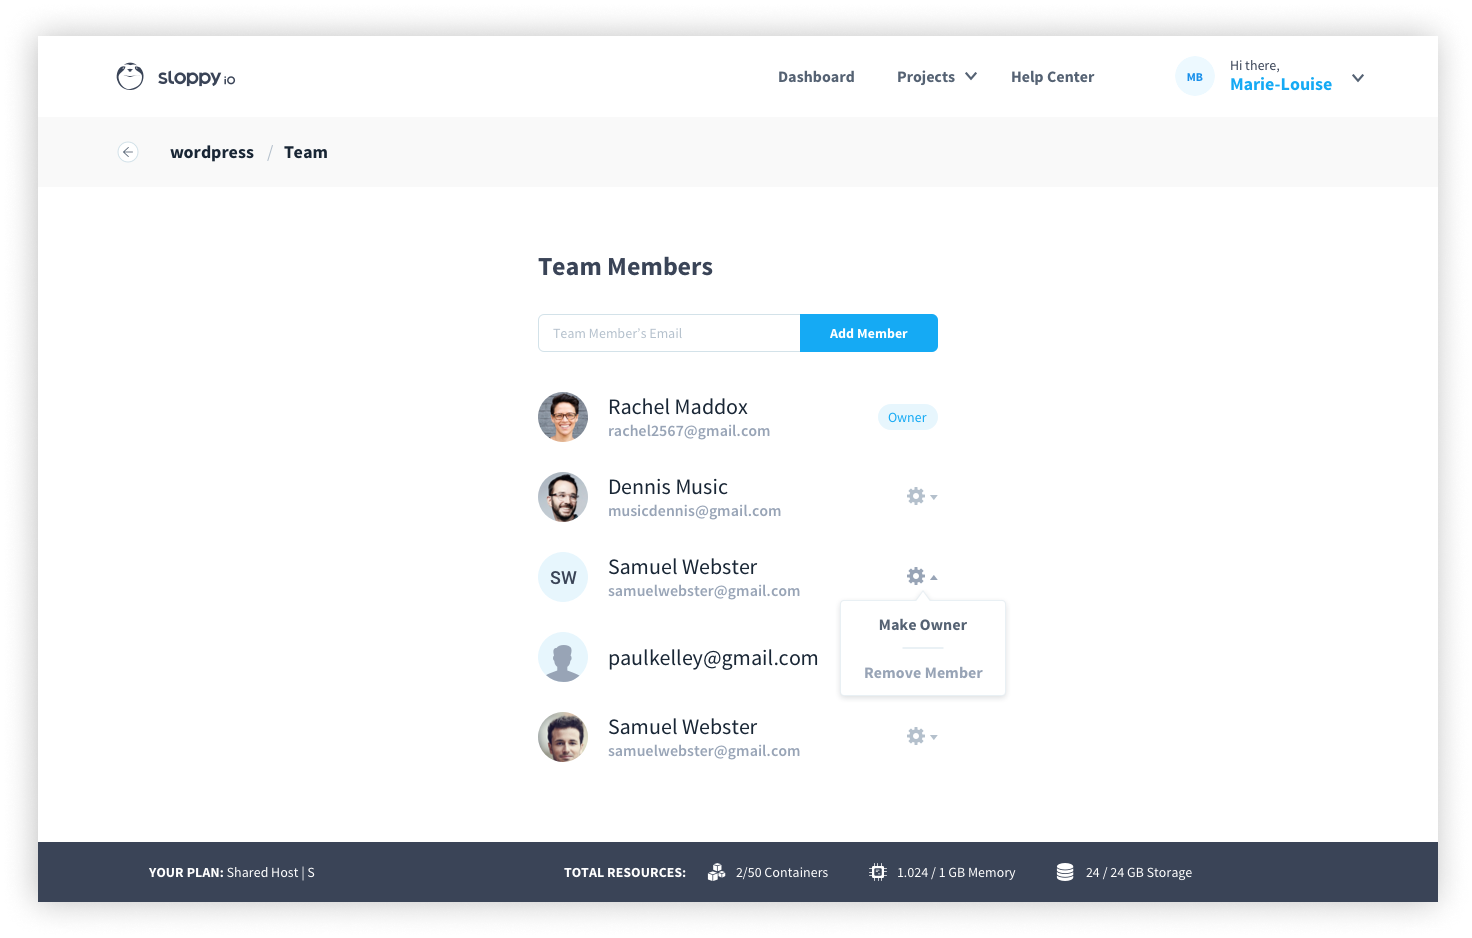 sloppy io
Dashboard
Projects
Help Center
MB
Hi there,
Marie-Louise
wordpress / Team
Team Members
Team Member's Email
Add Member
Rachel Maddox
rachel2567@gmail.com
Owner
Dennis Music
musicdennis@gmail.com
SW
Samuel Webster
samuelwebster@gmail.com
Make Owner
Remove Member
paulkelley@gmail.com
Samuel Webster
samuelwebster@gmail.com
YOUR PLAN: Shared Host | S
TOTAL RESOURCES:
2/50 Containers
1.024 / 1 GB Memory
24 / 24 GB Storage